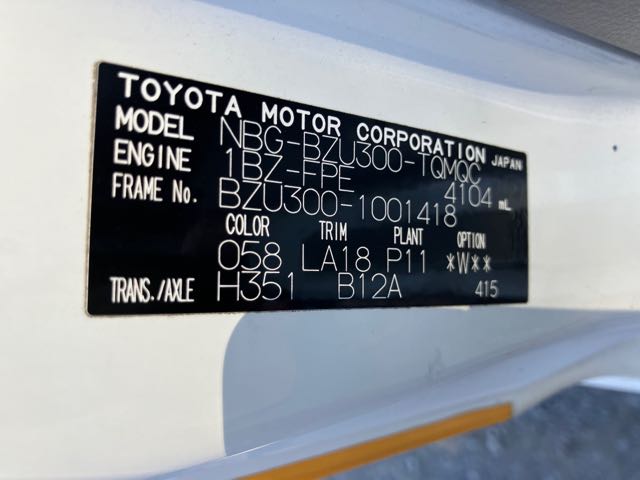 TOYOTA MOTOR CORPORATION JAPAN
MODEL NBG-BZU300-TQMQC
ENGINE 1BZ-FPE 4104 mL
FRAME No. BZU300-1001418
COLOR TRIM PLANT OPTION
058 LA18 P11 *W**
TRANS./AXLE H351 B12A 415